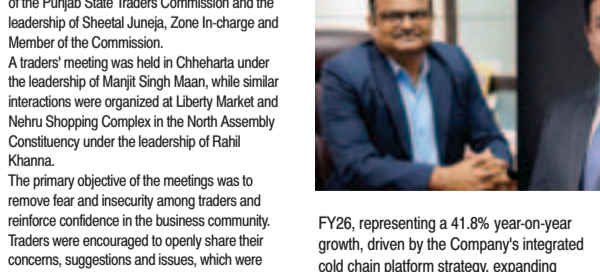 of the Punjab State Traders Commission and the
leadership of Sheetal Juneja, Zone In-charge and
Member of the Commission.
A traders' meeting was held in Chheharta under
the leadership of Manjit Singh Maan, while similar
interactions were organized at Liberty Market and
Nehru Shopping Complex in the North Assembly
Constituency under the leadership of Rahil
Khanna.
The primary objective of the meetings was to
remove fear and insecurity among traders and
reinforce confidence in the business community.
Traders were encouraged to openly share their
concerns, suggestions and issues, which were
FY26, representing a 41.8% year-on-year
growth, driven by the Company's integrated
cold chain platform strategy, expanding